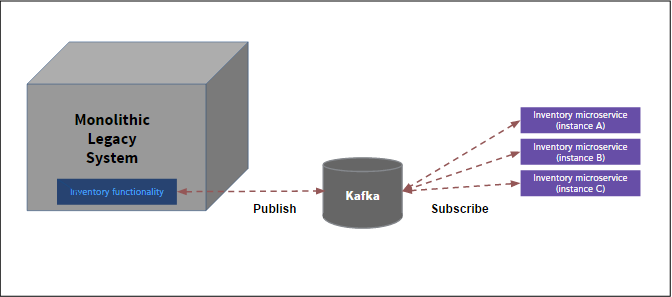 Monolithic
Legacy
System
Inventory functionality
Publish
Kafka
Subscribe
Inventory microservice
(instance A)
Inventory microservice
(instance B)
Inventory microservice
(instance C)